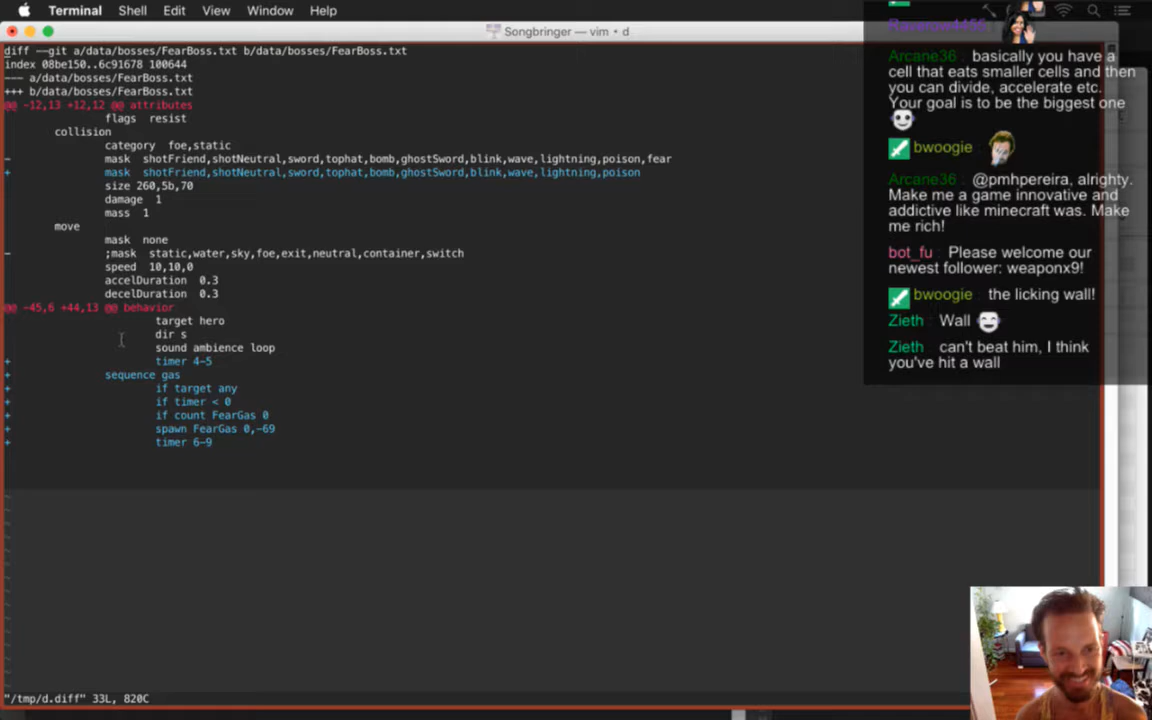 Terminal Shell Edit View Window Help
Songbringer — vim • d
diff --git a/data/bosses/FearBoss.txt b/data/bosses/FearBoss.txt
index 08be150..6c91678 100644
--- a/data/bosses/FearBoss.txt
+++ b/data/bosses/FearBoss.txt
@@ -12,13 +12,12 @@ attributes
flags resist
collision
category foe,static
- mask shotFriend,shotNeutral,sword,tophat,bomb,ghostSword,blink,wave,lightning,poison,fear
+ mask shotFriend,shotNeutral,sword,tophat,bomb,ghostSword,blink,wave,lightning,poison
size 260,5b,70
damage 1
mass 1
move
mask none
- ;mask static,water,sky,foe,exit,neutral,container,switch
speed 10,10,0
accelDuration 0.3
decelDuration 0.3
@@ -45,6 +44,13 @@ behavior
target hero
dir s
sound ambience loop
+ timer 4-5
+ sequence gas
+ if target any
+ if timer < 0
+ if count FearGas 0
+ spawn FearGas 0,-69
+ timer 6-9
"/tmp/d.diff" 33L, 820C
Arcane36 : basically you have a
cell that eats smaller cells and then
you can divide, accelerate etc.
Your goal is to be the biggest one
bwoogie :
Arcane36 : @pmhpereira, alrighty.
Make me a game innovative and
addictive like minecraft was. Make
me rich!
bot_fu : Please welcome our
newest follower: weaponx9!
bwoogie : the licking wall!
Zieth : Wall
Zieth : can't beat him, I think
you've hit a wall